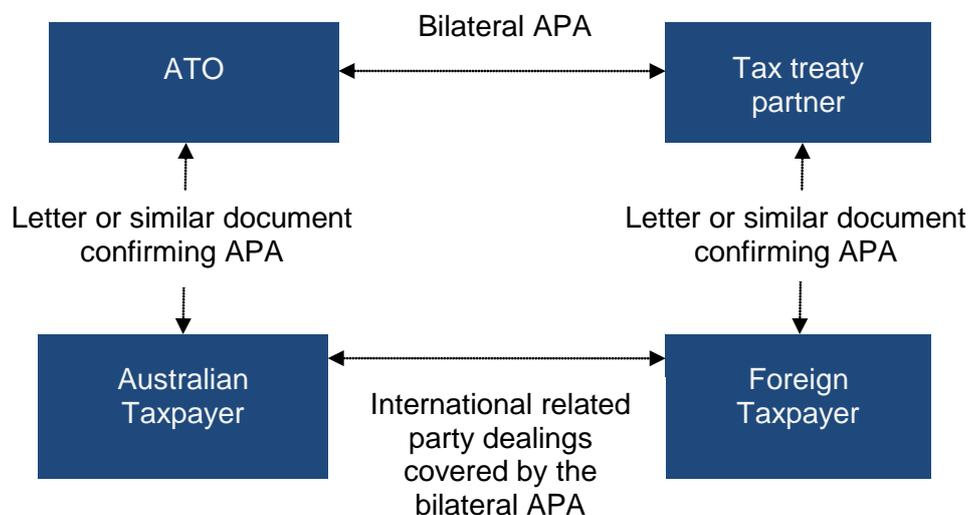 Bilateral APA
ATO
Tax treaty
partner
Letter or similar document
confirming APA
Letter or similar document
confirming APA
Australian
Taxpayer
International related
party dealings
covered by the
bilateral APA
Foreign
Taxpayer